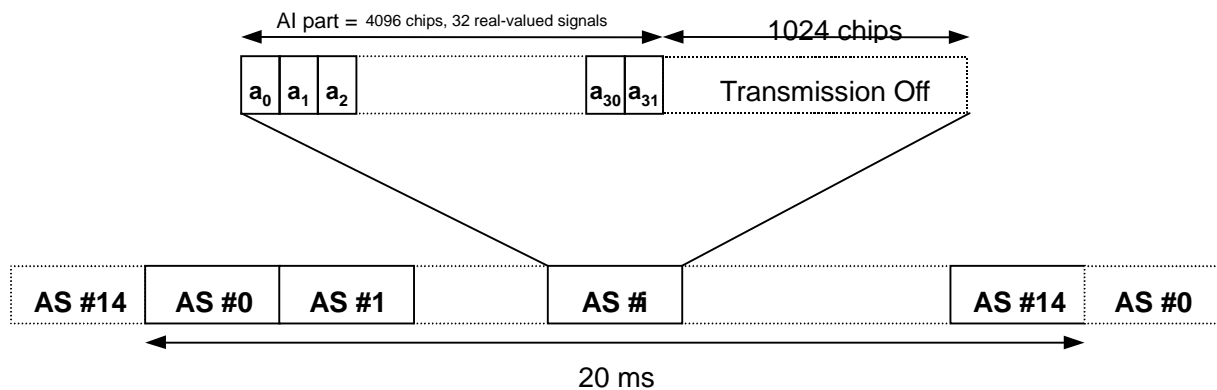 AI part = 4096 chips, 32 real-valued signals
1024 chips
a0 a1 a2 a30 a31 Transmission Off
AS #14 AS #0 AS #1 AS #i AS #14 AS #0
20 ms